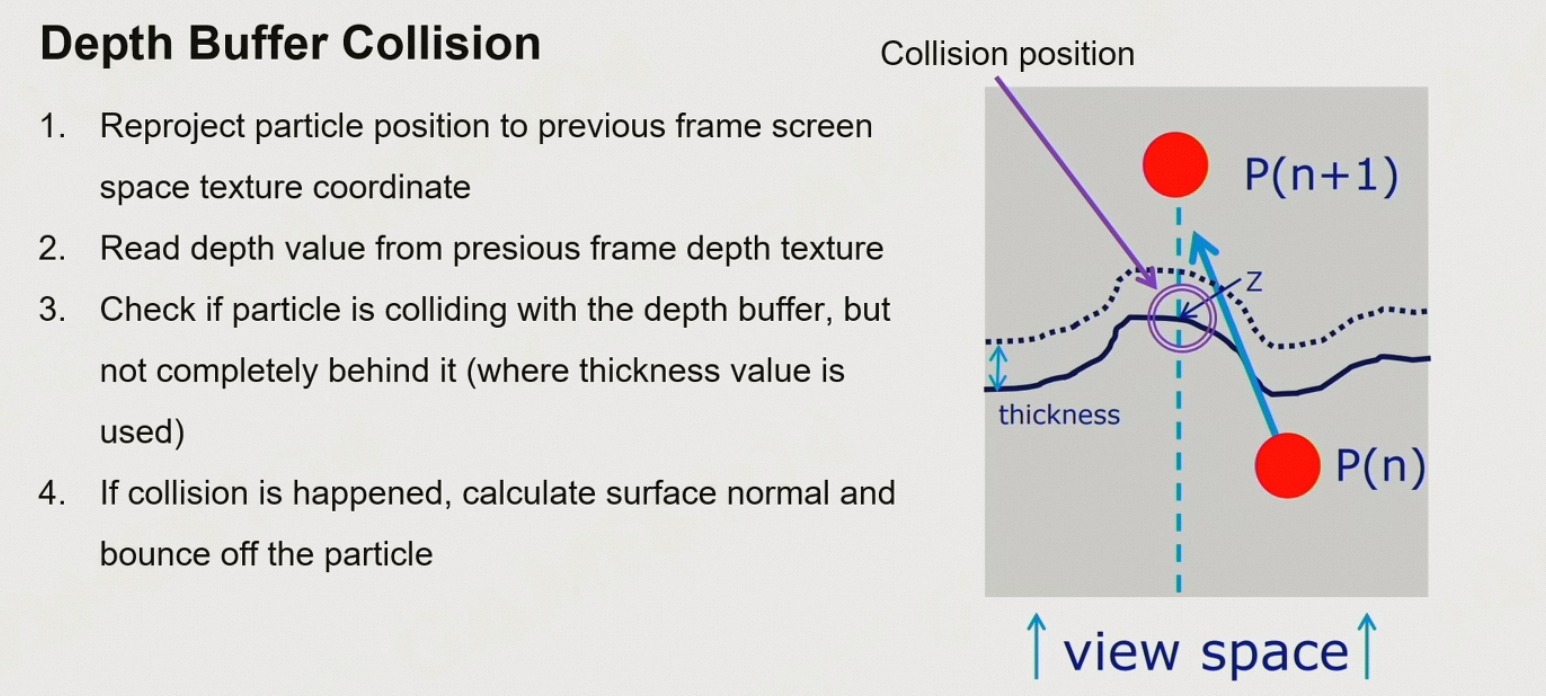 Depth Buffer Collision
Collision position
1. Reproject particle position to previous frame screen
space texture coordinate
2. Read depth value from presious frame depth texture
3. Check if particle is colliding with the depth buffer, but
not completely behind it (where thickness value is
used)
4. If collision is happened, calculate surface normal and
bounce off the particle
P(n+1)
Z
thickness
P(n)
view space